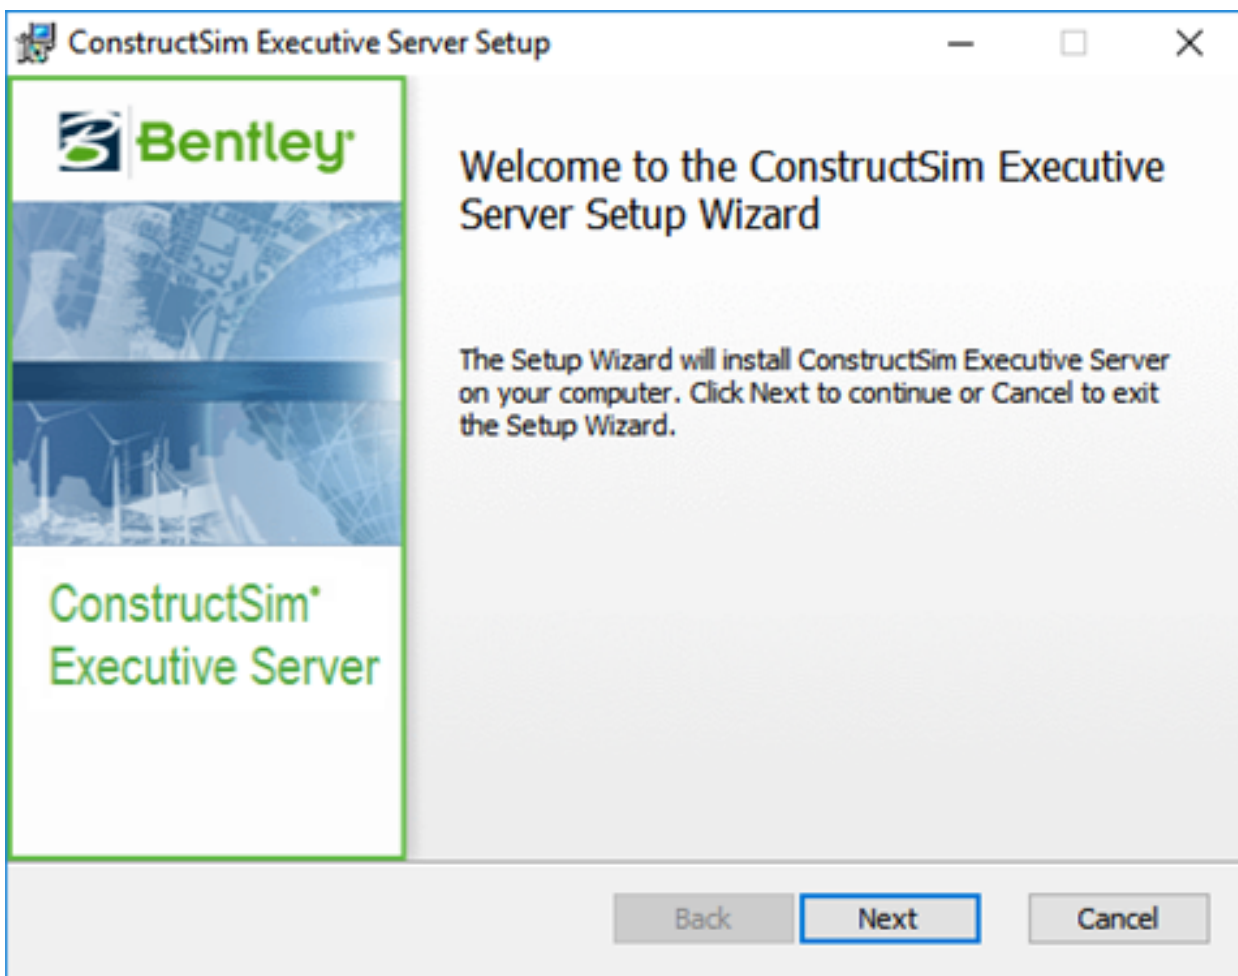 ConstructSim Executive Server Setup
Bentley
Welcome to the ConstructSim Executive
Server Setup Wizard
The Setup Wizard will install ConstructSim Executive Server
on your computer. Click Next to continue or Cancel to exit
the Setup Wizard.
ConstructSim
Executive Server
Back
Next
Cancel